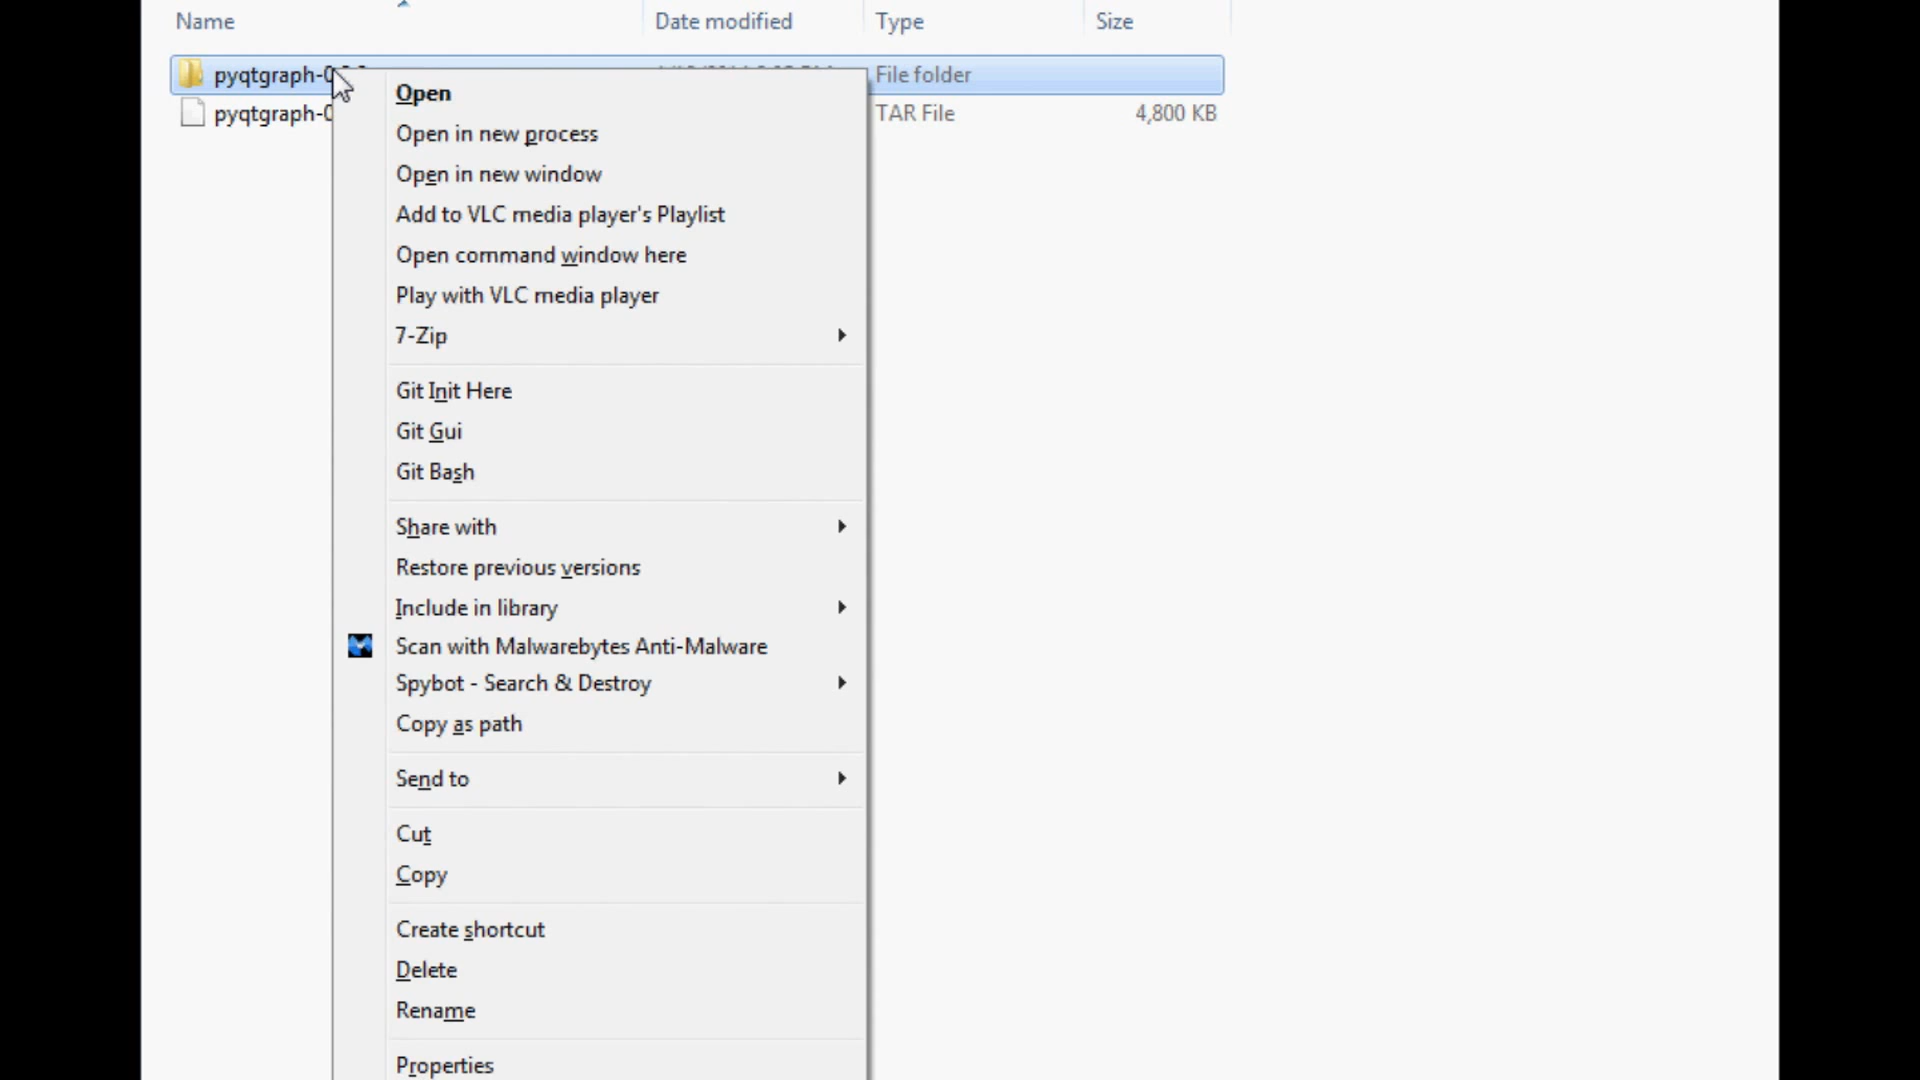 Name Date modified Type Size
pyqtgraph-0 File folder
pyqtgraph-0 TAR File 4,800 KB
Open
Open in new process
Open in new window
Add to VLC media player's Playlist
Open command window here
Play with VLC media player
7-Zip
Git Init Here
Git Gui
Git Bash
Share with
Restore previous versions
Include in library
Scan with Malwarebytes Anti-Malware
Spybot - Search & Destroy
Copy as path
Send to
Cut
Copy
Create shortcut
Delete
Rename
Properties